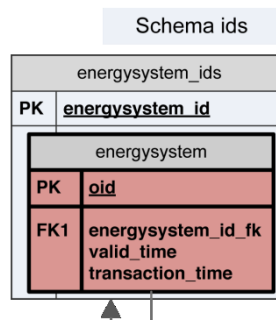 Schema ids
energysystem_ids
PK energysystem_id
energysystem
PK oid
FK1 energysystem_id_fk
valid_time
transaction_time